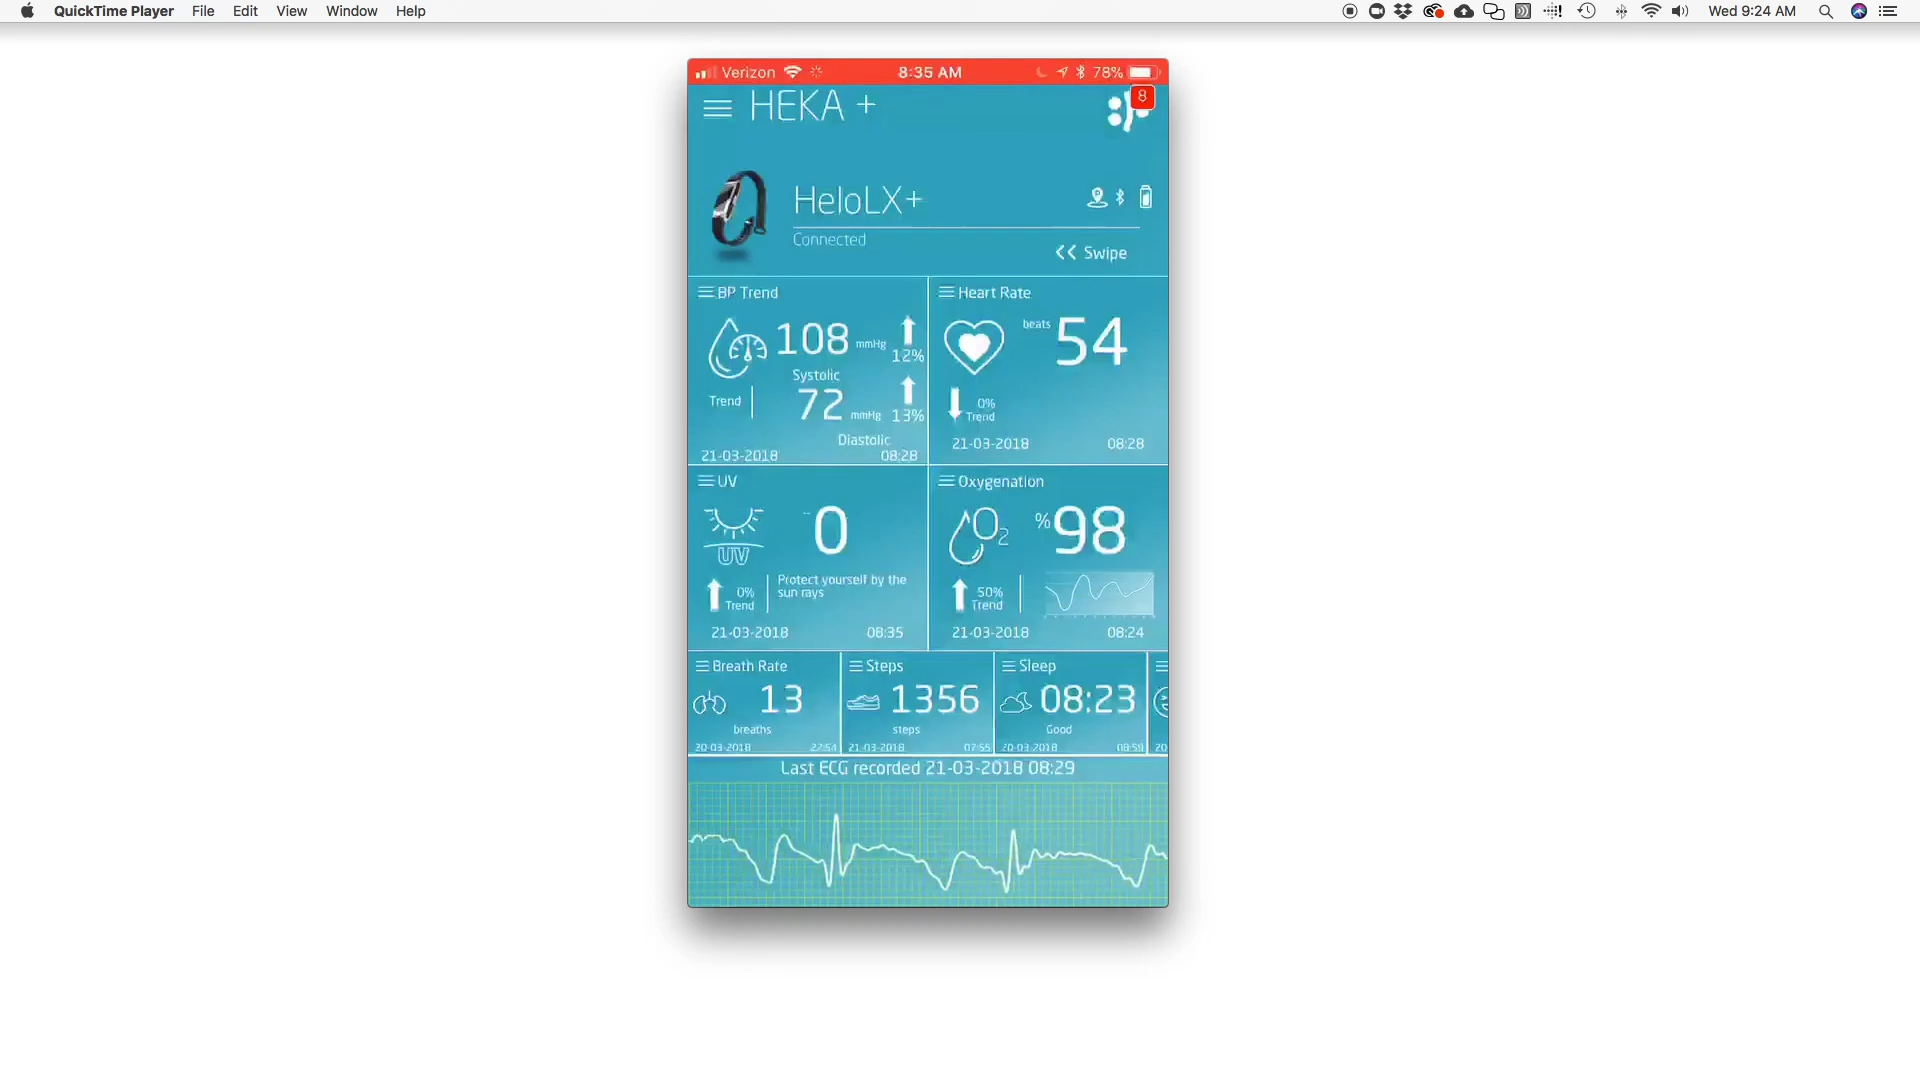 QuickTime Player File Edit View Window Help Wed 9:24 AM
Verizon 8:35 AM 78%
HEKA + 8
HeloLX+
Connected
Swipe
BP Trend
108 mmHg 12%
Systolic
Trend 72 mmHg 13%
Diastolic
21-03-2018 08:28
Heart Rate
beats 54
0%
Trend
21-03-2018 08:28
UV
0
UV
0%
Trend
Protect yourself by the
sun rays
21-03-2018 08:35
Oxygenation
O2 % 98
50%
Trend
21-03-2018 08:24
Breath Rate
13
breaths
20-03-2018 22:54
Steps
1356
steps
21-03-2018 07:55
Sleep
08:23
Good
20-03-2018 08:59
20
Last ECG recorded 21-03-2018 08:29